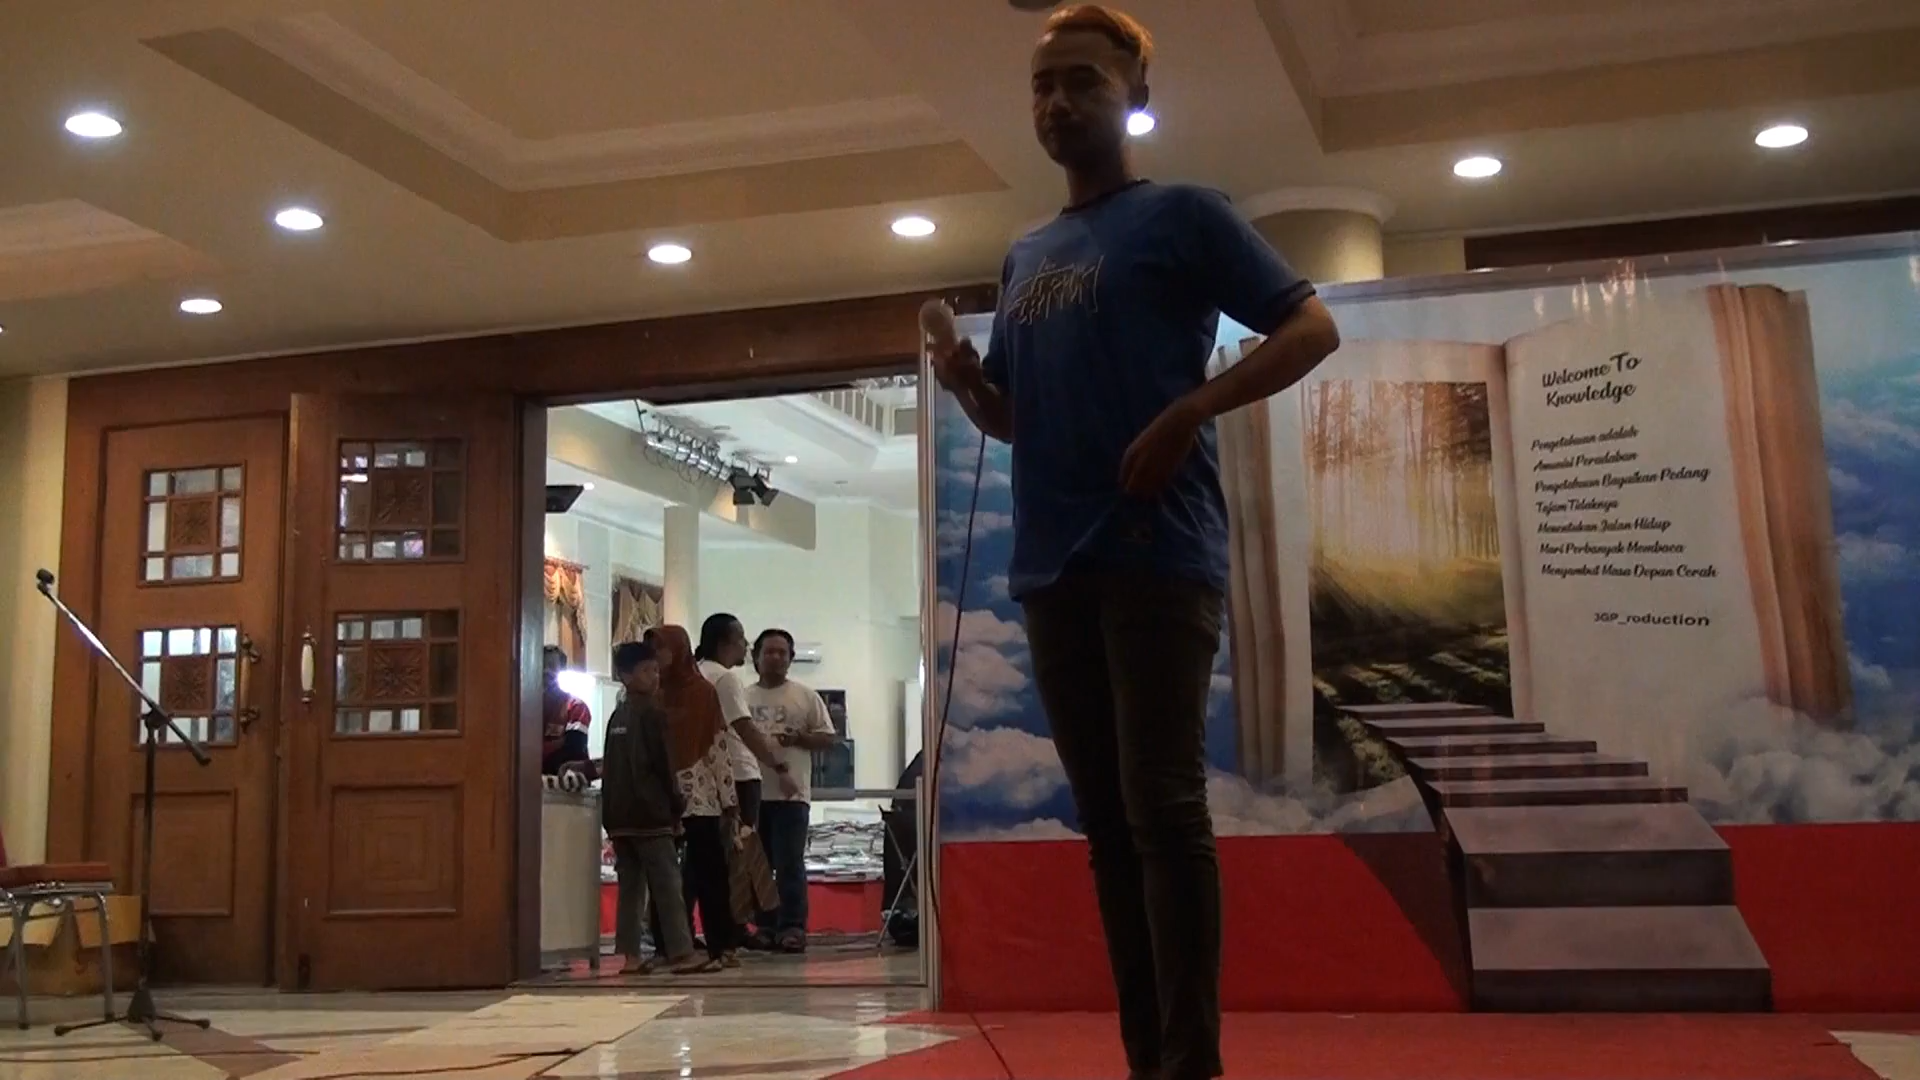 Welcome To
Knowledge
Pengetahuan adalah
Amunisi Peradaban
Pengetahuan Bagaikan Pedang
Tajam Tidaknya
Menentukan Jalan Hidup
Mari Perbanyak Membaca
Menyambut Masa Depan Cerah
JGP_roduction